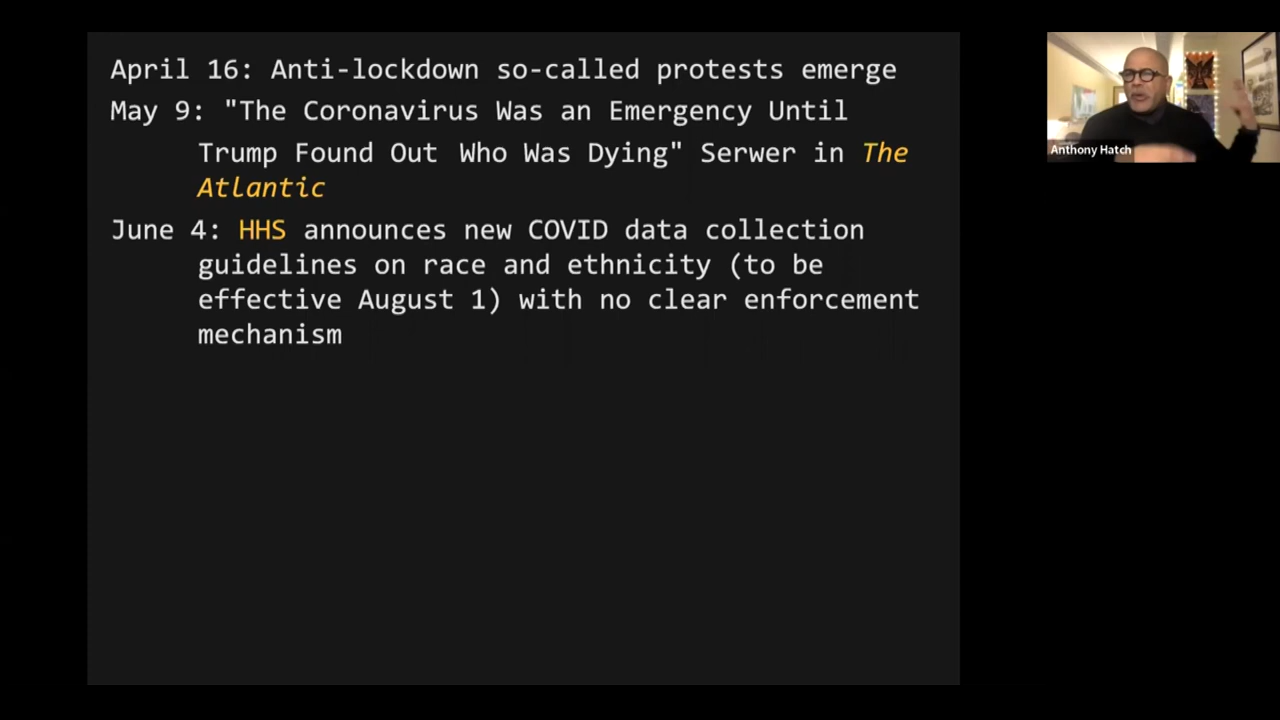 April 16: Anti-lockdown so-called protests emerge
May 9: "The Coronavirus Was an Emergency Until
Trump Found Out Who Was Dying" Serwer in The
Atlantic
June 4: HHS announces new COVID data collection
guidelines on race and ethnicity (to be
effective August 1) with no clear enforcement
mechanism
Anthony Hatch